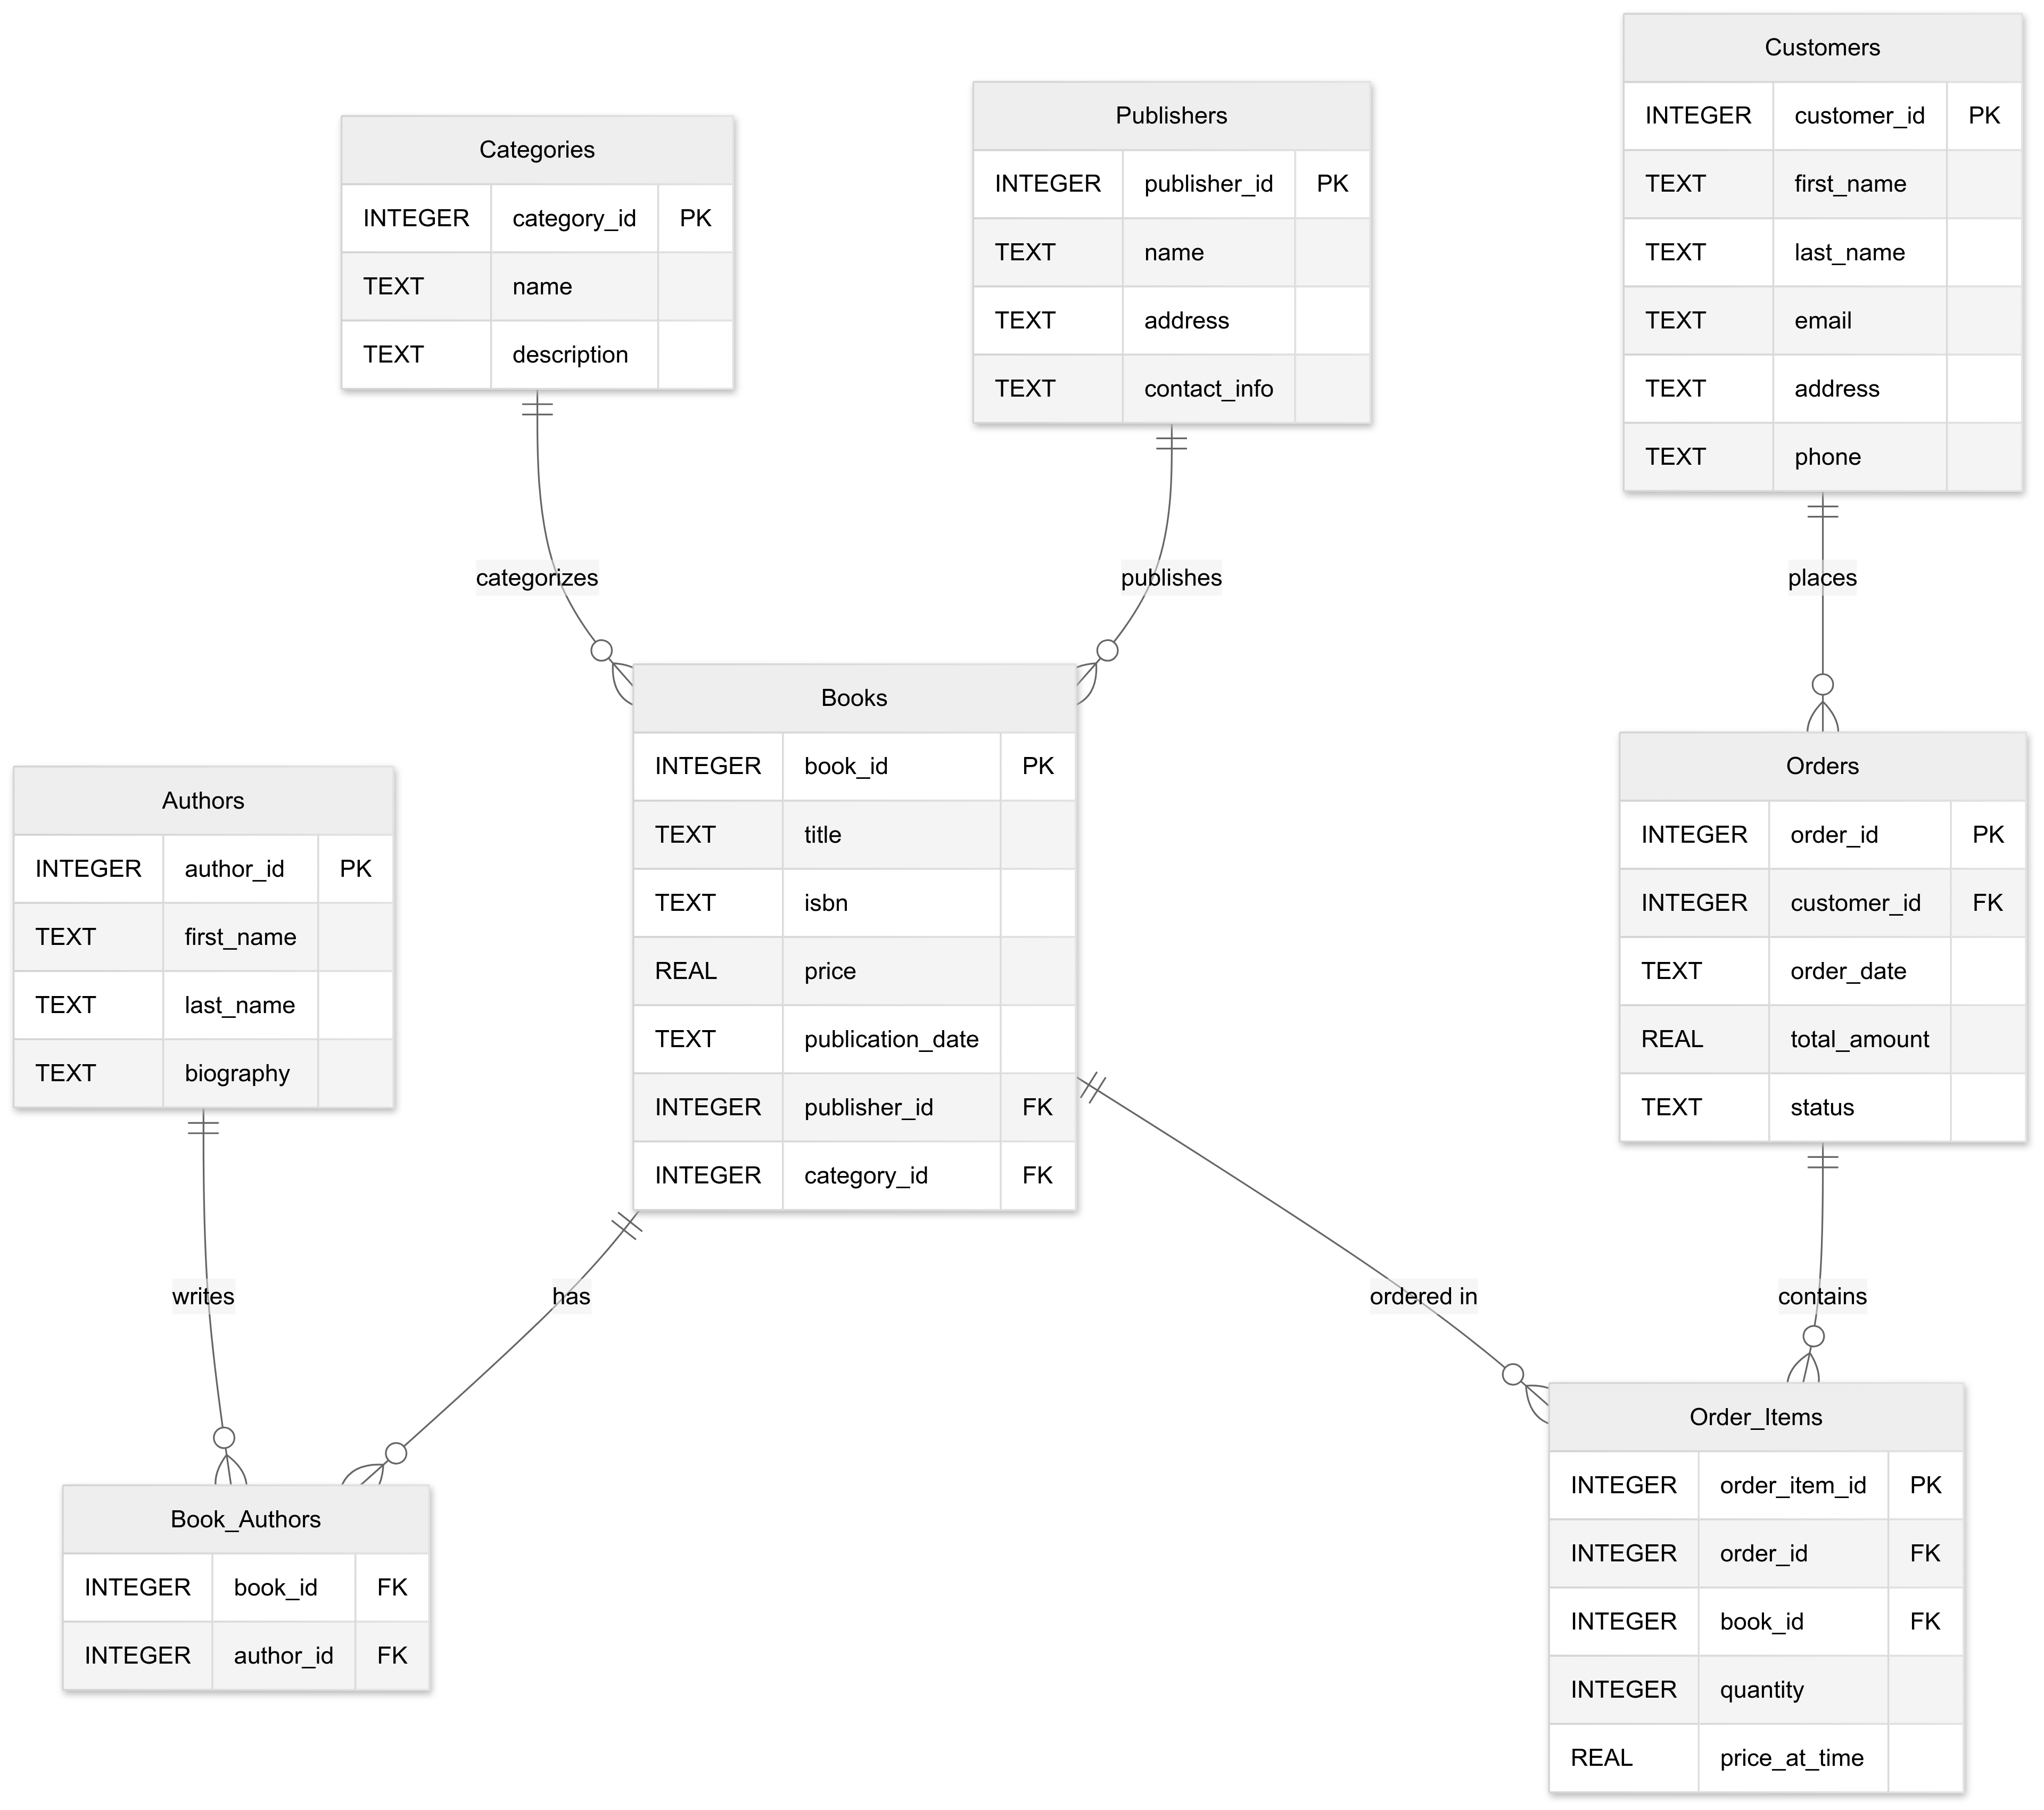 Customers
INTEGER customer_id PK
TEXT first_name
TEXT last_name
TEXT email
TEXT address
TEXT phone
Publishers
INTEGER publisher_id PK
TEXT name
TEXT address
TEXT contact_info
Categories
INTEGER category_id PK
TEXT name
TEXT description
categorizes
publishes
places
Books
INTEGER book_id PK
TEXT title
TEXT isbn
REAL price
TEXT publication_date
INTEGER publisher_id FK
INTEGER category_id FK
Orders
INTEGER order_id PK
INTEGER customer_id FK
TEXT order_date
REAL total_amount
TEXT status
Authors
INTEGER author_id PK
TEXT first_name
TEXT last_name
TEXT biography
writes
has
ordered in
contains
Order_Items
INTEGER order_item_id PK
INTEGER order_id FK
INTEGER book_id FK
INTEGER quantity
REAL price_at_time
Book_Authors
INTEGER book_id FK
INTEGER author_id FK